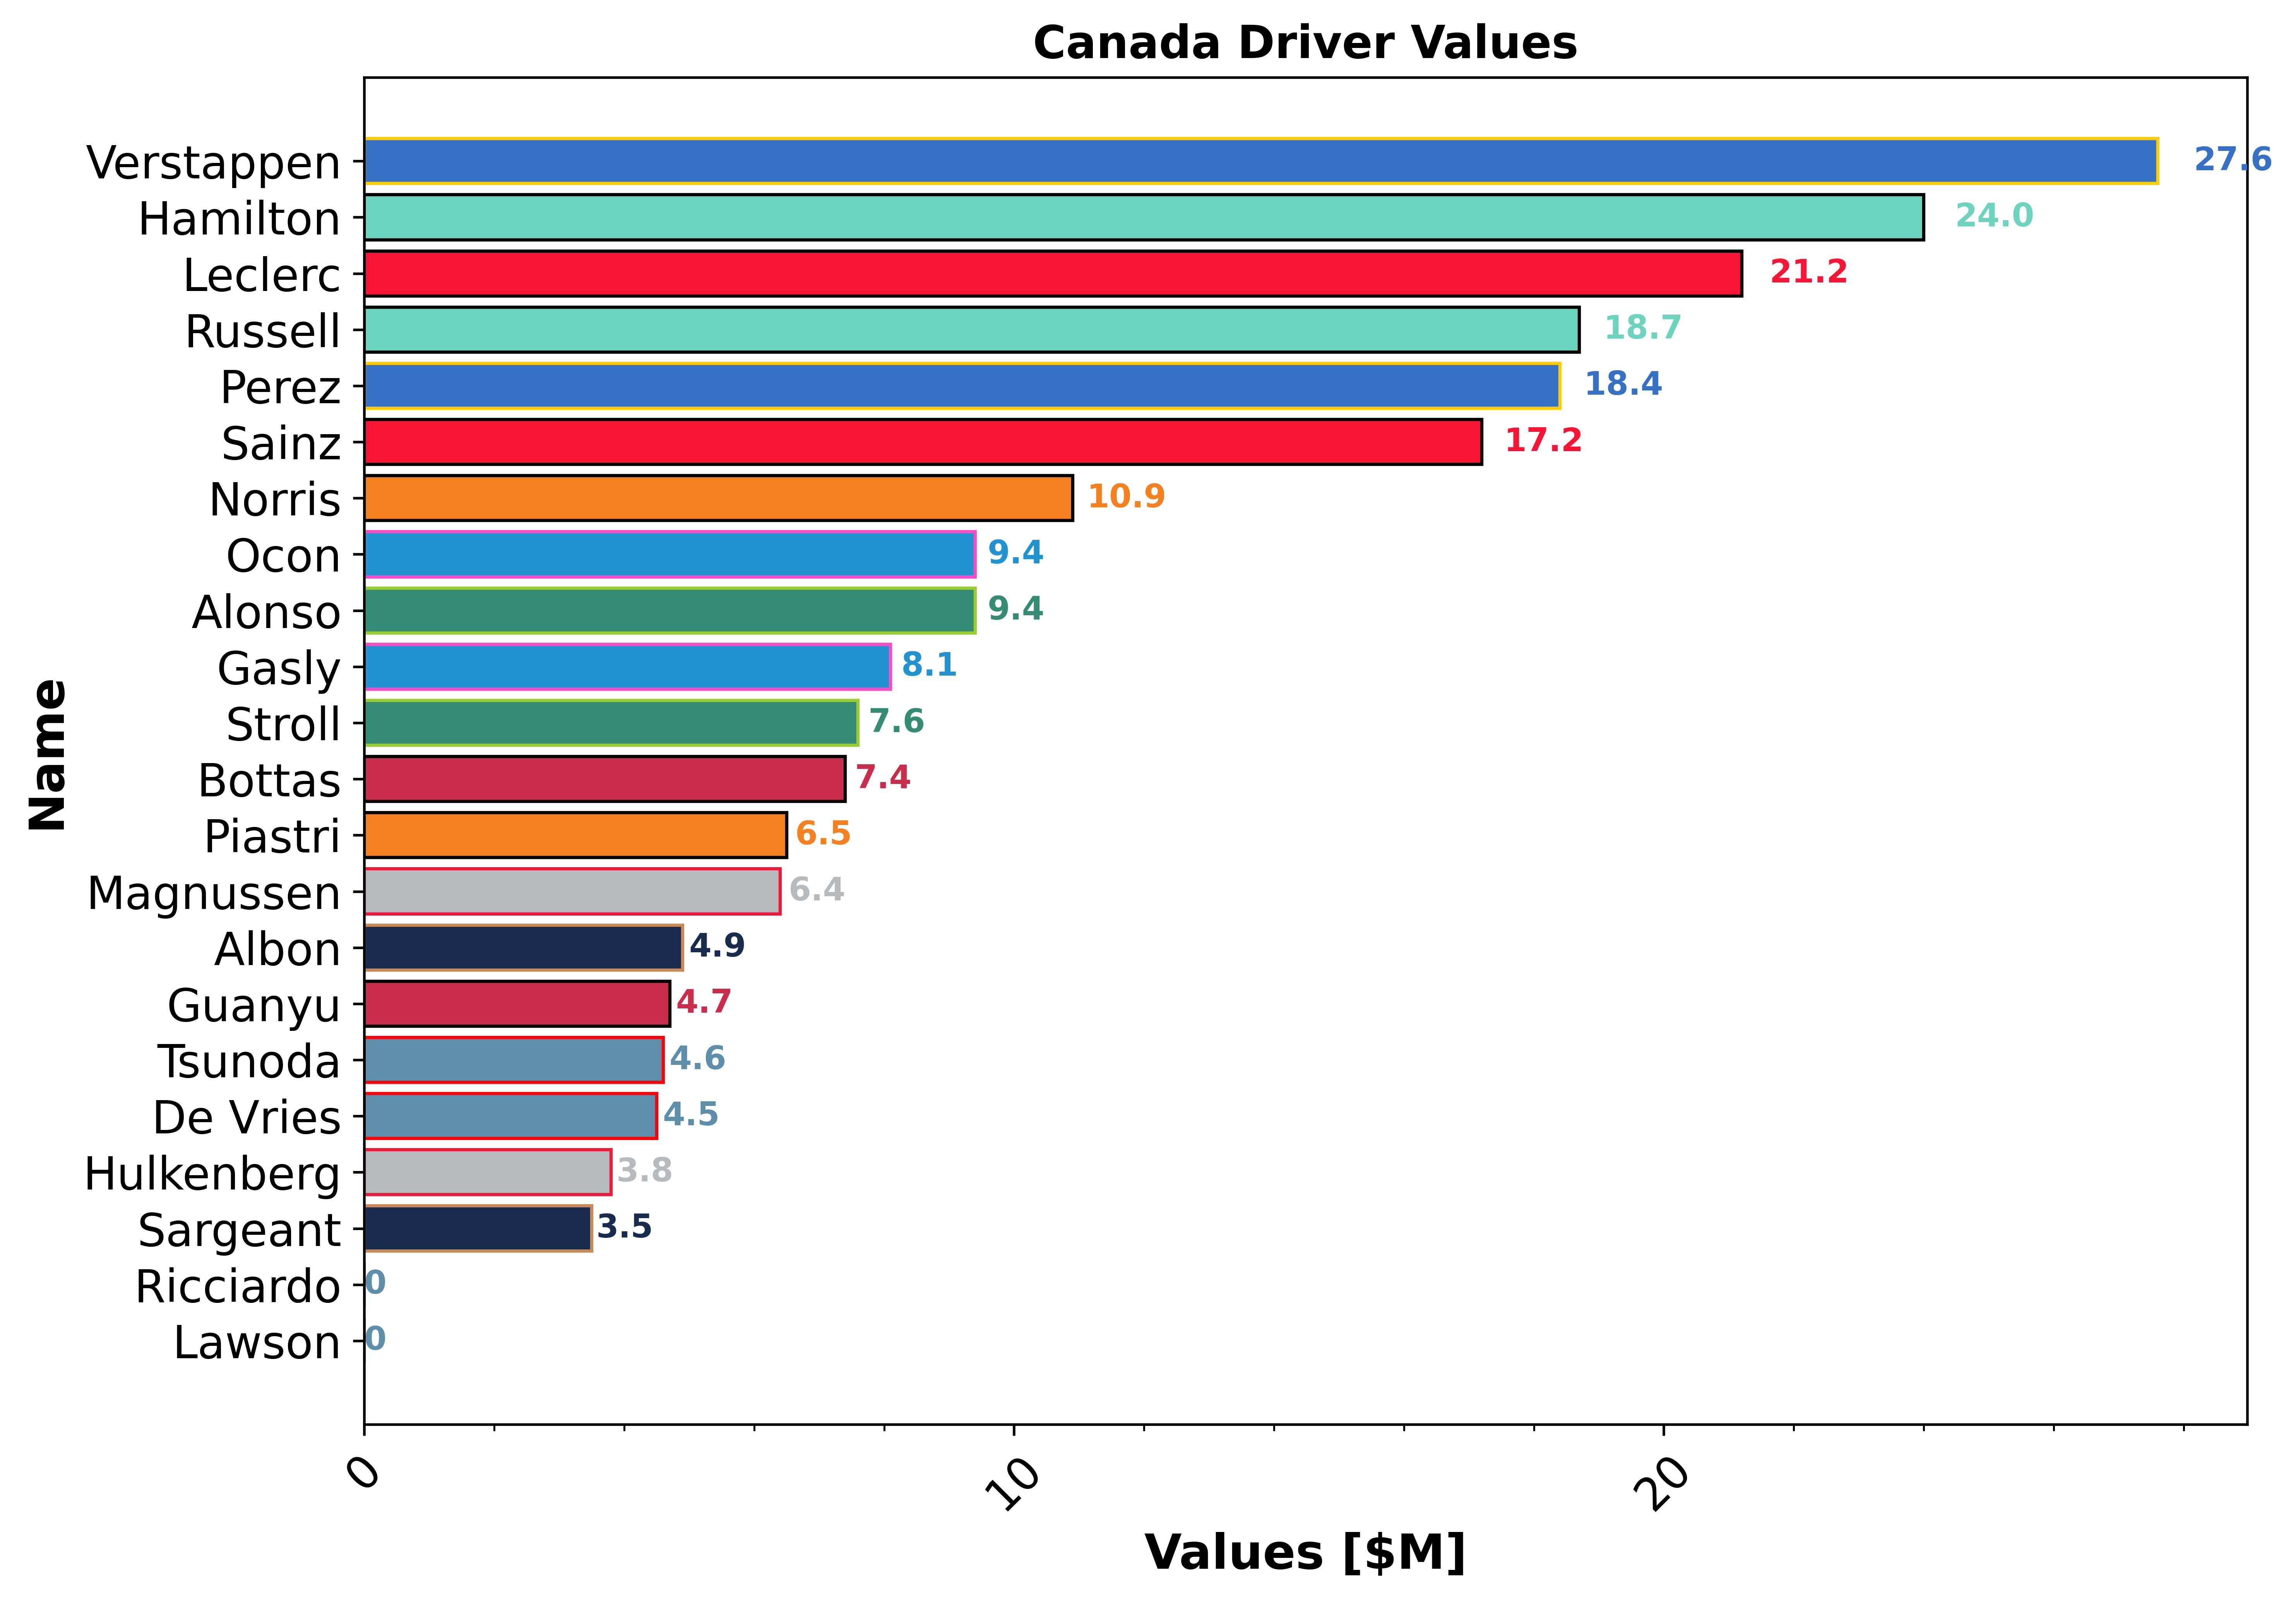 Canada Driver Values
Verstappen 27.6
Hamilton 24.0
Leclerc 21.2
Russell 18.7
Perez 18.4
Sainz 17.2
Norris 10.9
Ocon 9.4
Alonso 9.4
Gasly 8.1
Stroll 7.6
Bottas 7.4
Piastri 6.5
Magnussen 6.4
Albon 4.9
Guanyu 4.7
Tsunoda 4.6
De Vries 4.5
Hulkenberg 3.8
Sargeant 3.5
Ricciardo 0
Lawson 0
Name
0 10 20
Values [$M]